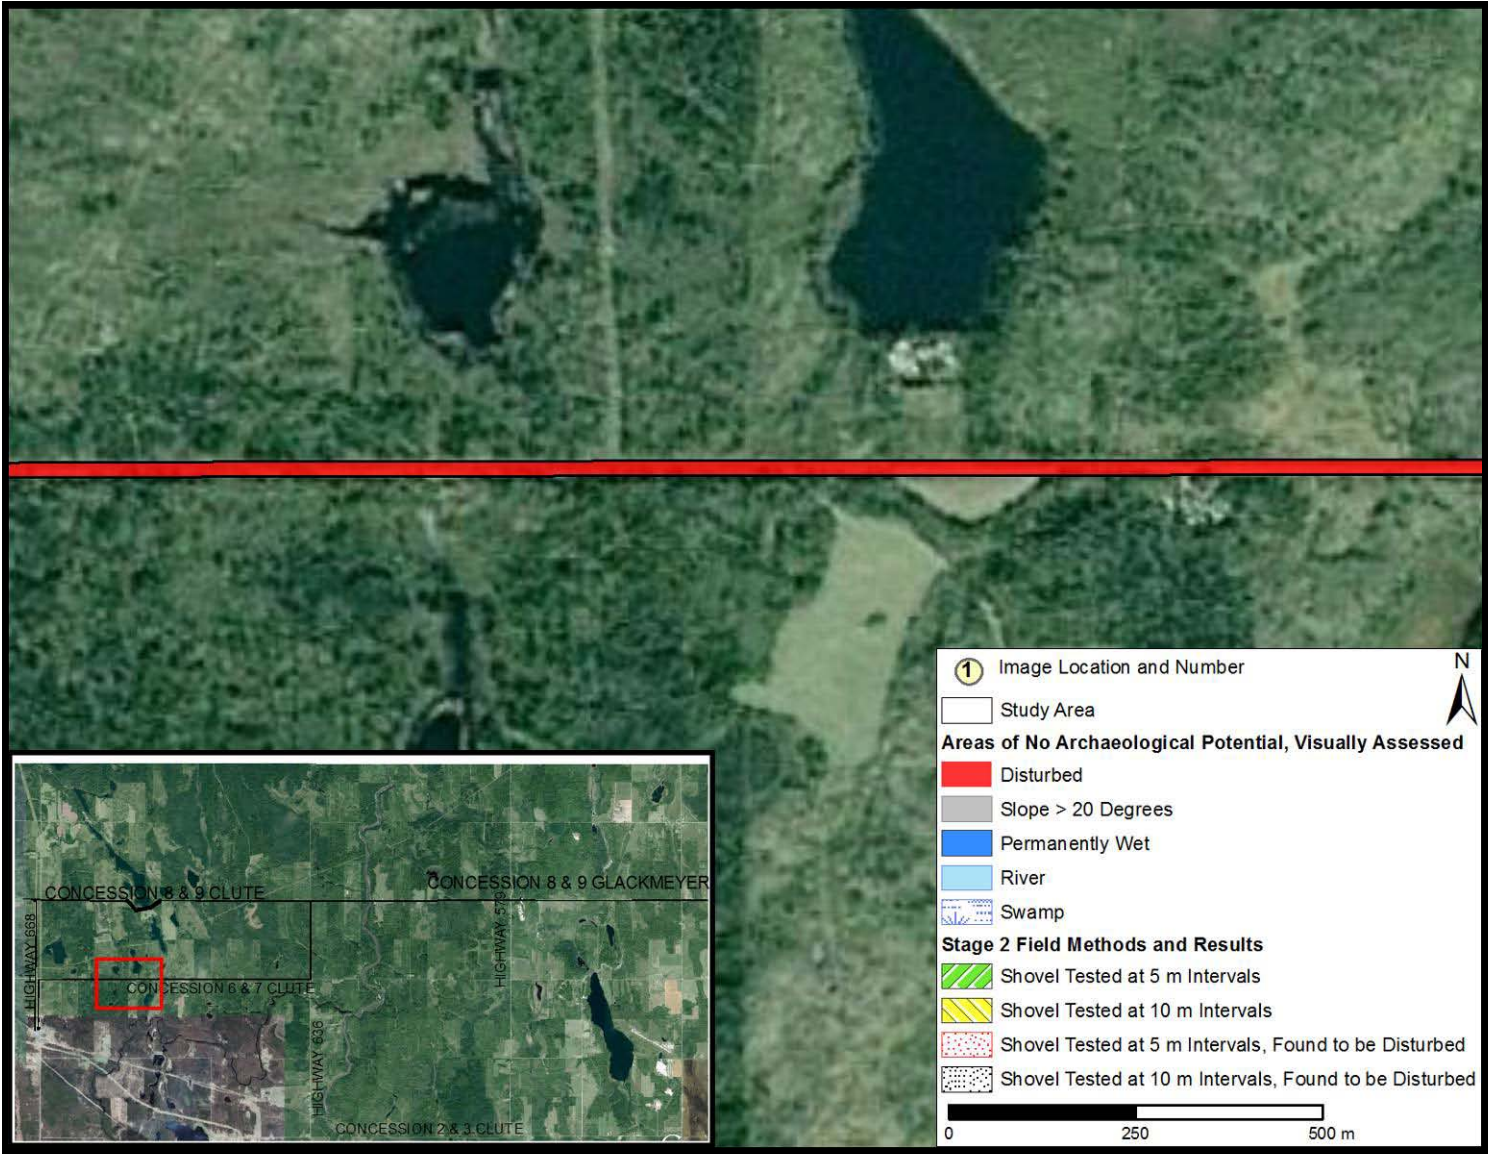 1 Image Location and Number
N
Study Area
Areas of No Archaeological Potential, Visually Assessed
Disturbed
Slope > 20 Degrees
Permanently Wet
River
Swamp
Stage 2 Field Methods and Results
Shovel Tested at 5 m Intervals
Shovel Tested at 10 m Intervals
Shovel Tested at 5 m Intervals, Found to be Disturbed
Shovel Tested at 10 m Intervals, Found to be Disturbed
0 250 500 m
CONCESSION 8 & 9 CLUTE
CONCESSION 8 & 9 GLACKMEYER
HIGHWAY 668
HIGHWAY 579
CONCESSION 6 & 7 CLUTE
HIGHWAY 636
CONCESSION 2 & 3 CLUTE